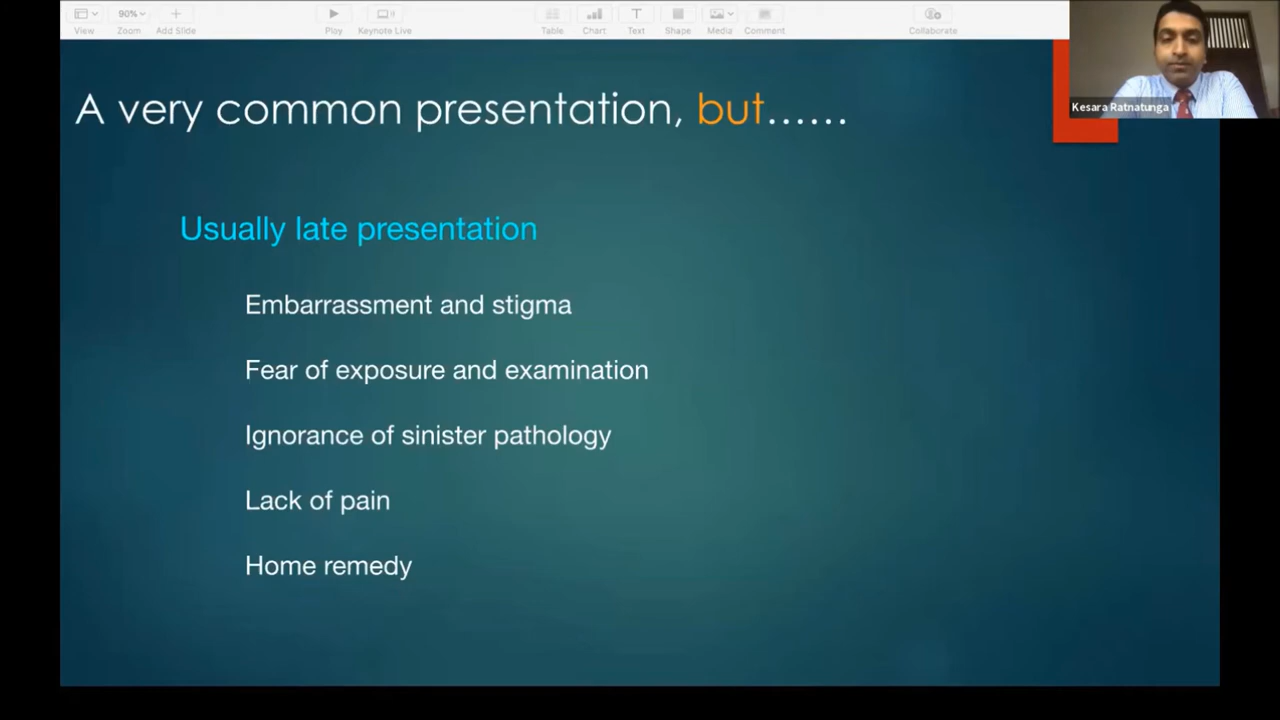 90%
View
Zoom
Add Slide
Play
Keynote Live
Table
Chart
Text
Shape
Media
Comment
Collaborate
Kesara Ratnatunga
A very common presentation, but......
Usually late presentation
Embarrassment and stigma
Fear of exposure and examination
Ignorance of sinister pathology
Lack of pain
Home remedy